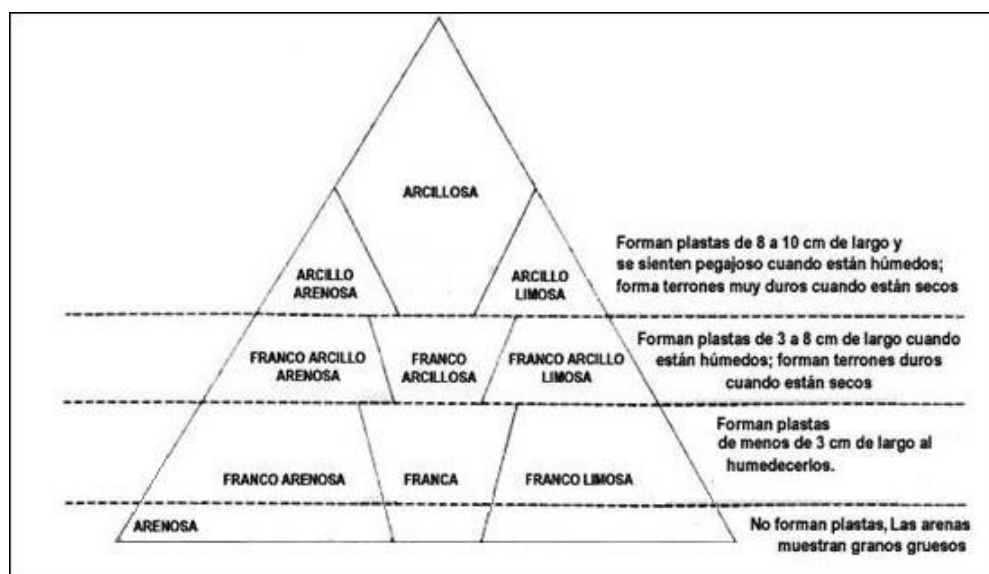 ARCILLOSA
ARCILLO
ARENOSA
ARCILLO
LIMOSA
Forman plastas de 8 a 10 cm de largo y
se sienten pegajoso cuando están húmedos;
forma terrones muy duros cuando están secos
FRANCO ARCILLO
ARENOSA
FRANCO
ARCILLOSA
FRANCO ARCILLO
LIMOSA
Forman plastas de 3 a 8 cm de largo cuando
están húmedos; forman terrones duros
cuando están secos
FRANCO ARENOSA
FRANCA
FRANCO LIMOSA
Forman plastas
de menos de 3 cm de largo al
humedecerlos.
ARENOSA
No forman plastas, Las arenas
muestran granos gruesos